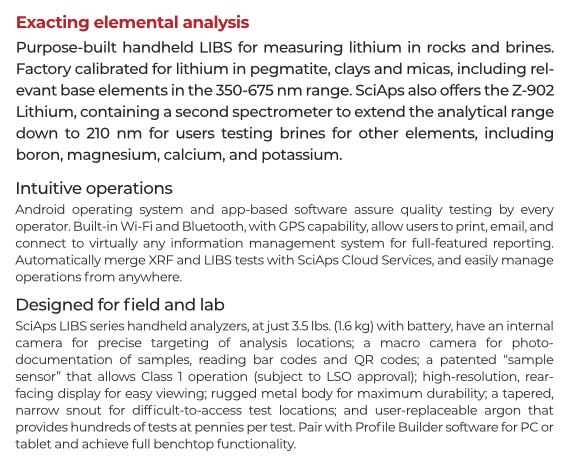 Exacting elemental analysis
Purpose-built handheld LIBS for measuring lithium in rocks and brines.
Factory calibrated for lithium in pegmatite, clays and micas, including rel-
evant base elements in the 350-675 nm range. SciAps also offers the Z-902
Lithium, containing a second spectrometer to extend the analytical range
down to 210 nm for users testing brines for other elements, including
boron, magnesium, calcium, and potassium.
Intuitive operations
Android operating system and app-based software assure quality testing by every
operator. Built-in Wi-Fi and Bluetooth, with GPS capability, allow users to print, email, and
connect to virtually any information management system for full-featured reporting.
Automatically merge XRF and LIBS tests with SciAps Cloud Services, and easily manage
operations from anywhere.
Designed for field and lab
SciAps LIBS series handheld analyzers, at just 3.5 lbs. (1.6 kg) with battery, have an internal
camera for precise targeting of analysis locations; a macro camera for photo-
documentation of samples, reading bar codes and QR codes; a patented “sample
sensor” that allows Class 1 operation (subject to LSO approval); high-resolution, rear-
facing display for easy viewing; rugged metal body for maximum durability; a tapered,
narrow snout for difficult-to-access test locations; and user-replaceable argon that
provides hundreds of tests at pennies per test. Pair with Profile Builder software for PC or
tablet and achieve full benchtop functionality.